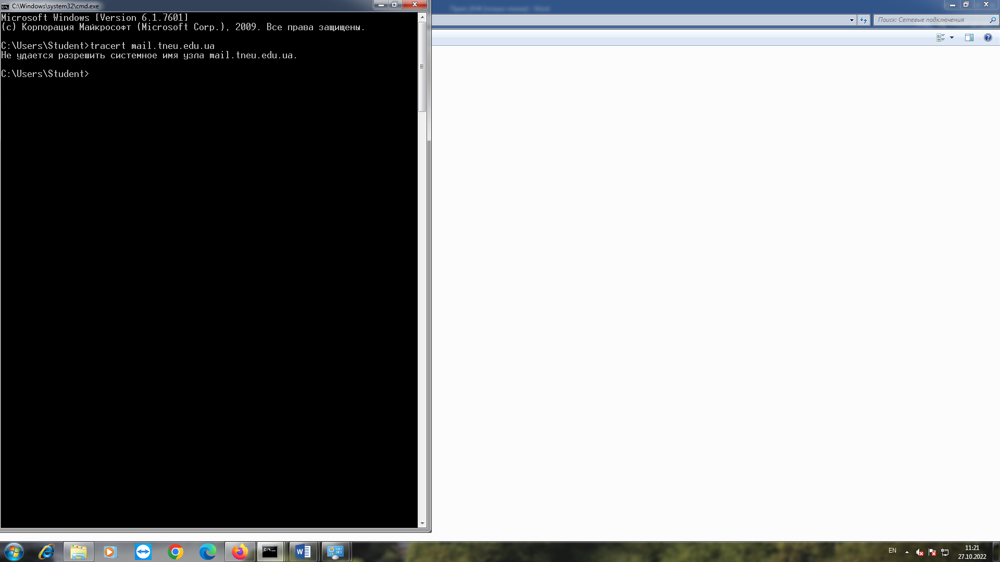 C:\Windows\system32\cmd.exe
Microsoft Windows [Version 6.1.7601]
(c) Корпорация Майкрософт (Microsoft Corp.), 2009. Все права защищены.
C:\Users\Student>tracert mail.tneu.edu.ua
Не удается разрешить системное имя узла mail.tneu.edu.ua.
C:\Users\Student>
Поиск: Сетевые подключения
EN
11:21
27.10.2022